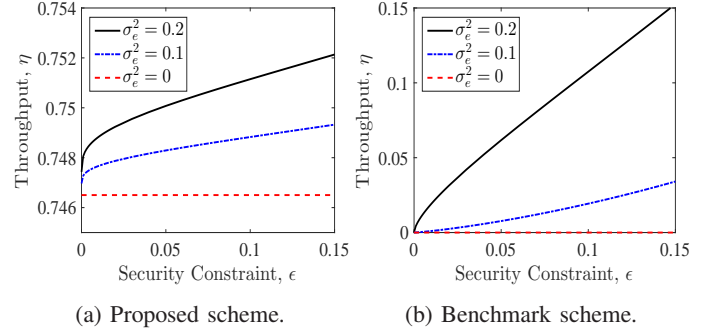 0.754
0.752
0.75
0.748
0.746
Throughput, η
σ_e^2 = 0.2
σ_e^2 = 0.1
σ_e^2 = 0
0 0.05 0.1 0.15
Security Constraint, ϵ
(a) Proposed scheme.
0.15
0.1
0.05
0
Throughput, η
σ_e^2 = 0.2
σ_e^2 = 0.1
σ_e^2 = 0
0 0.05 0.1 0.15
Security Constraint, ϵ
(b) Benchmark scheme.